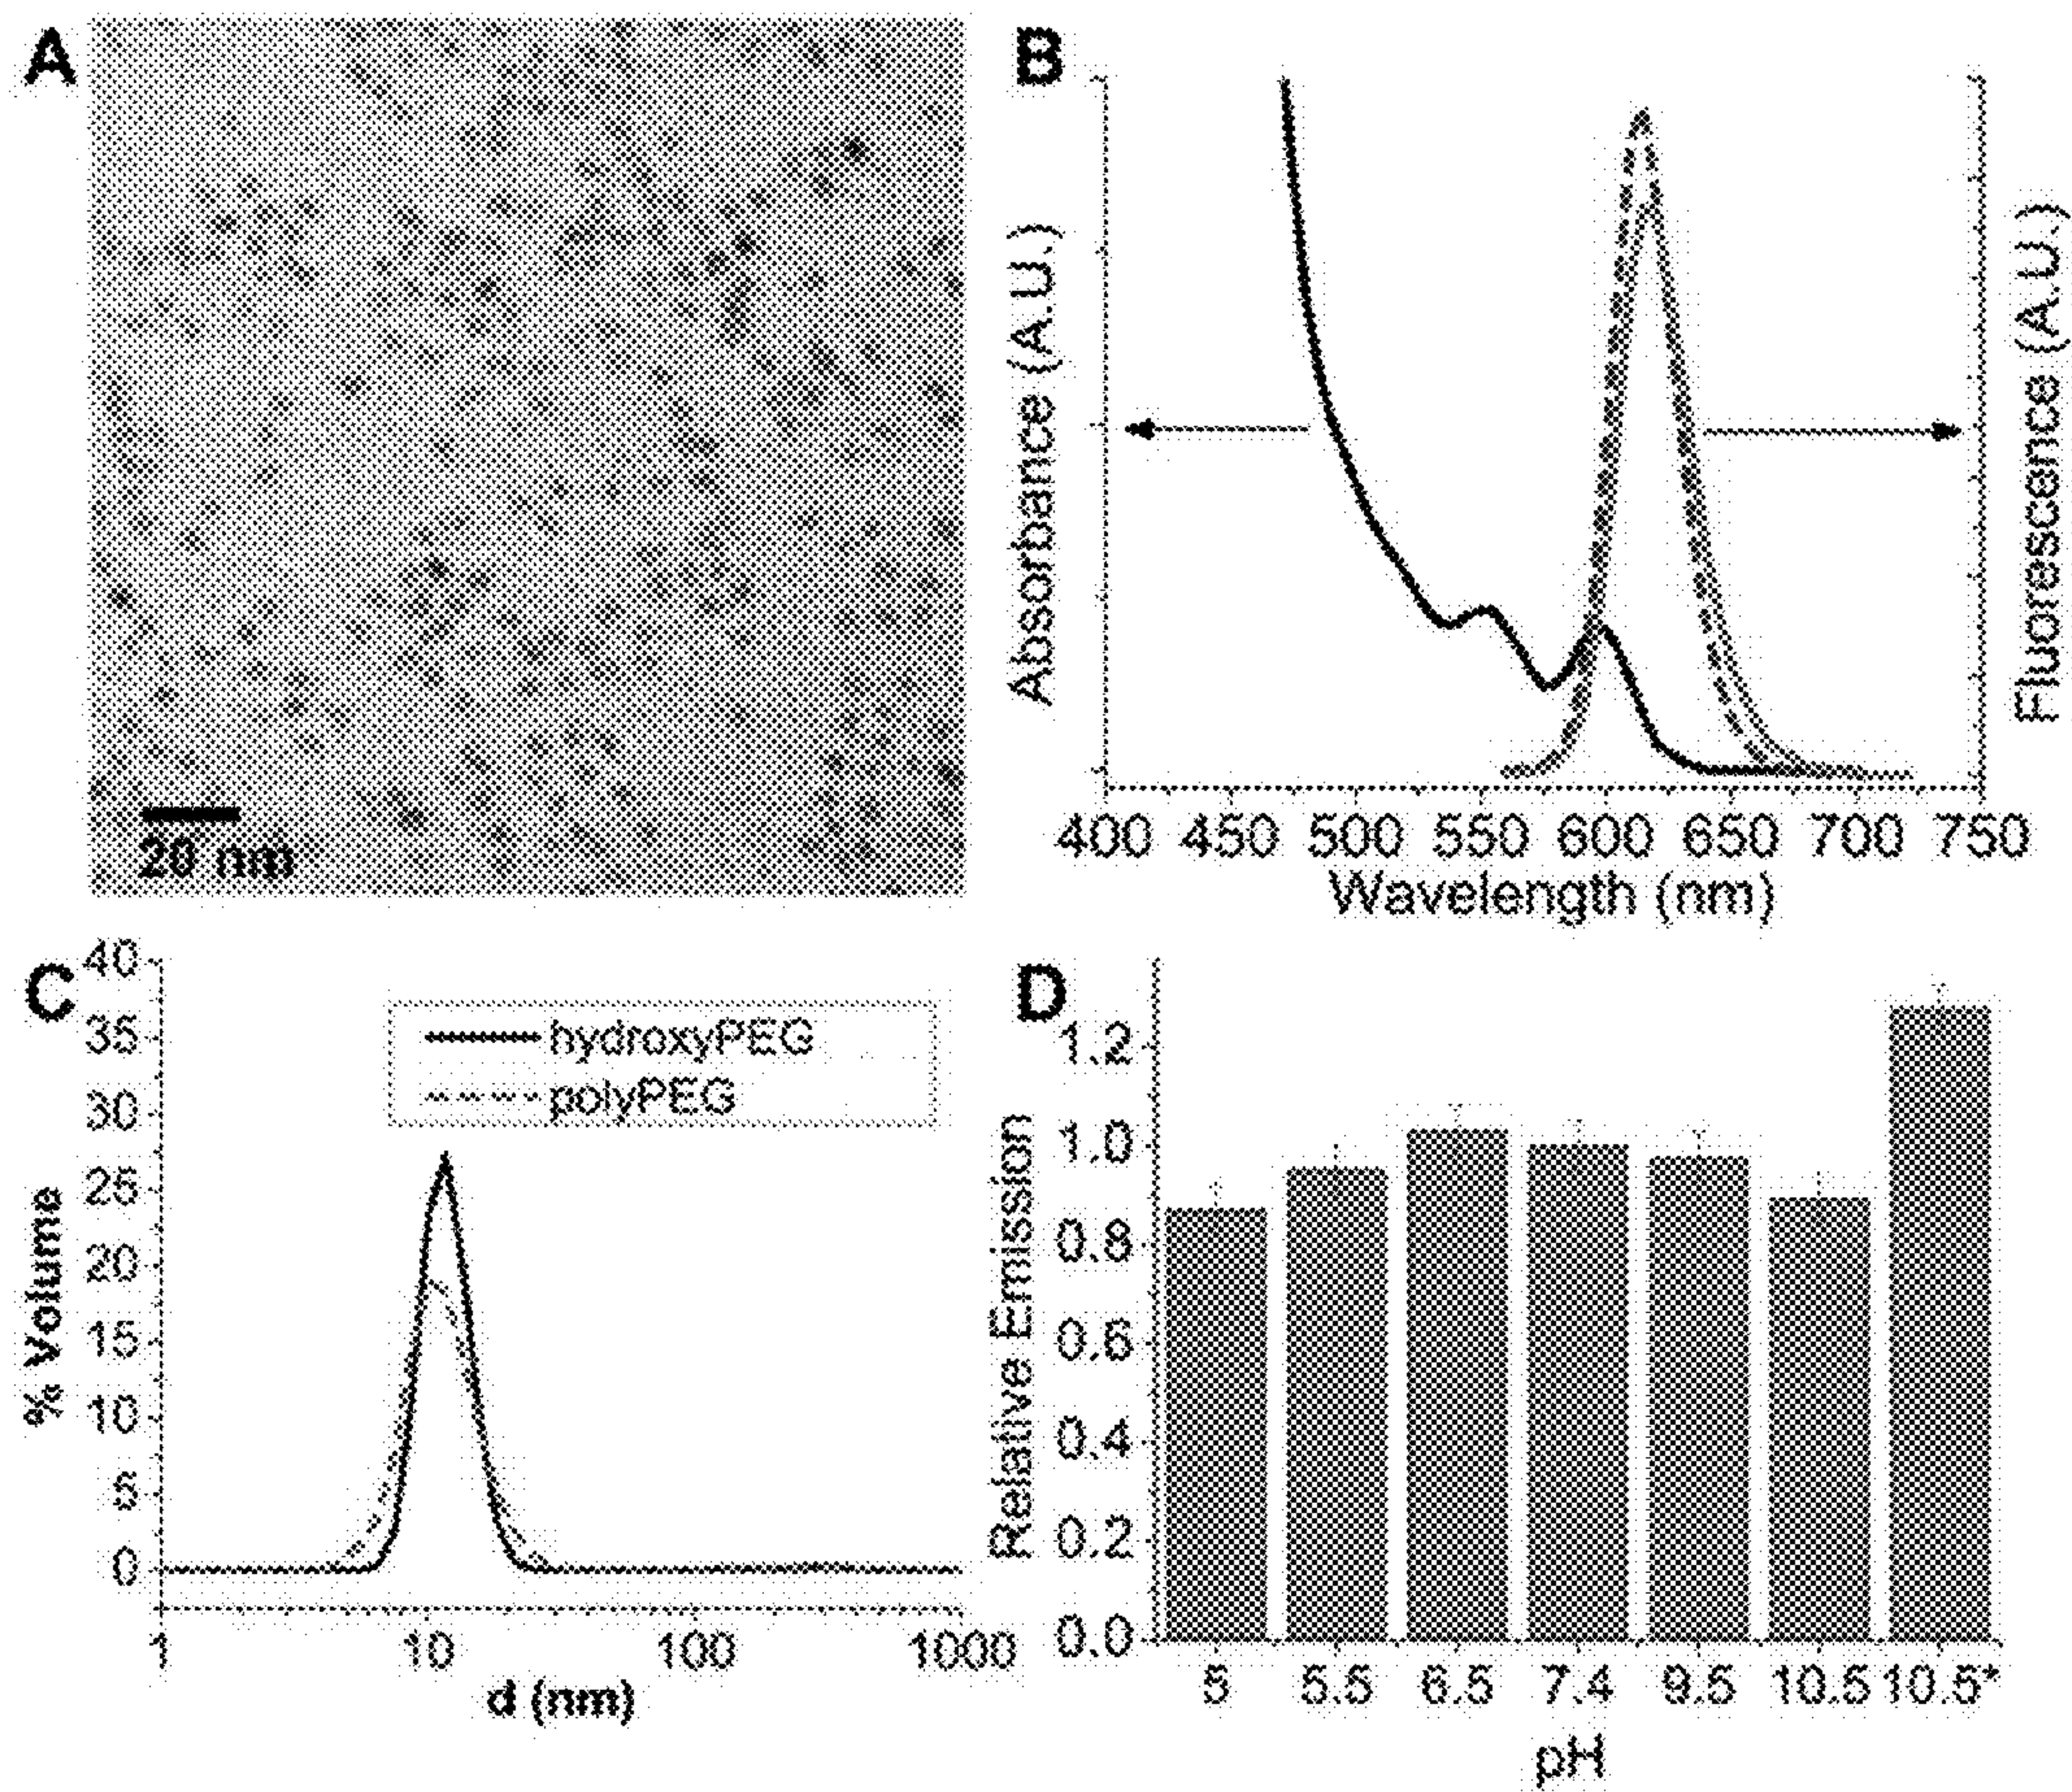 A
20 nm
B
Absorbance (A.U.)
Fluorescence (A.U.)
400 450 500 550 600 650 700 750
Wavelength (nm)
C
40
35
30
25
20
15
10
5
0
% Volume
hydroxyPEG
polyPEG
1 10 100 1000
d (nm)
D
1.2
1.0
0.8
0.6
0.4
0.2
0.0
Relative Emission
5 5.5 6.5 7.4 9.5 10.5 10.5*
pH